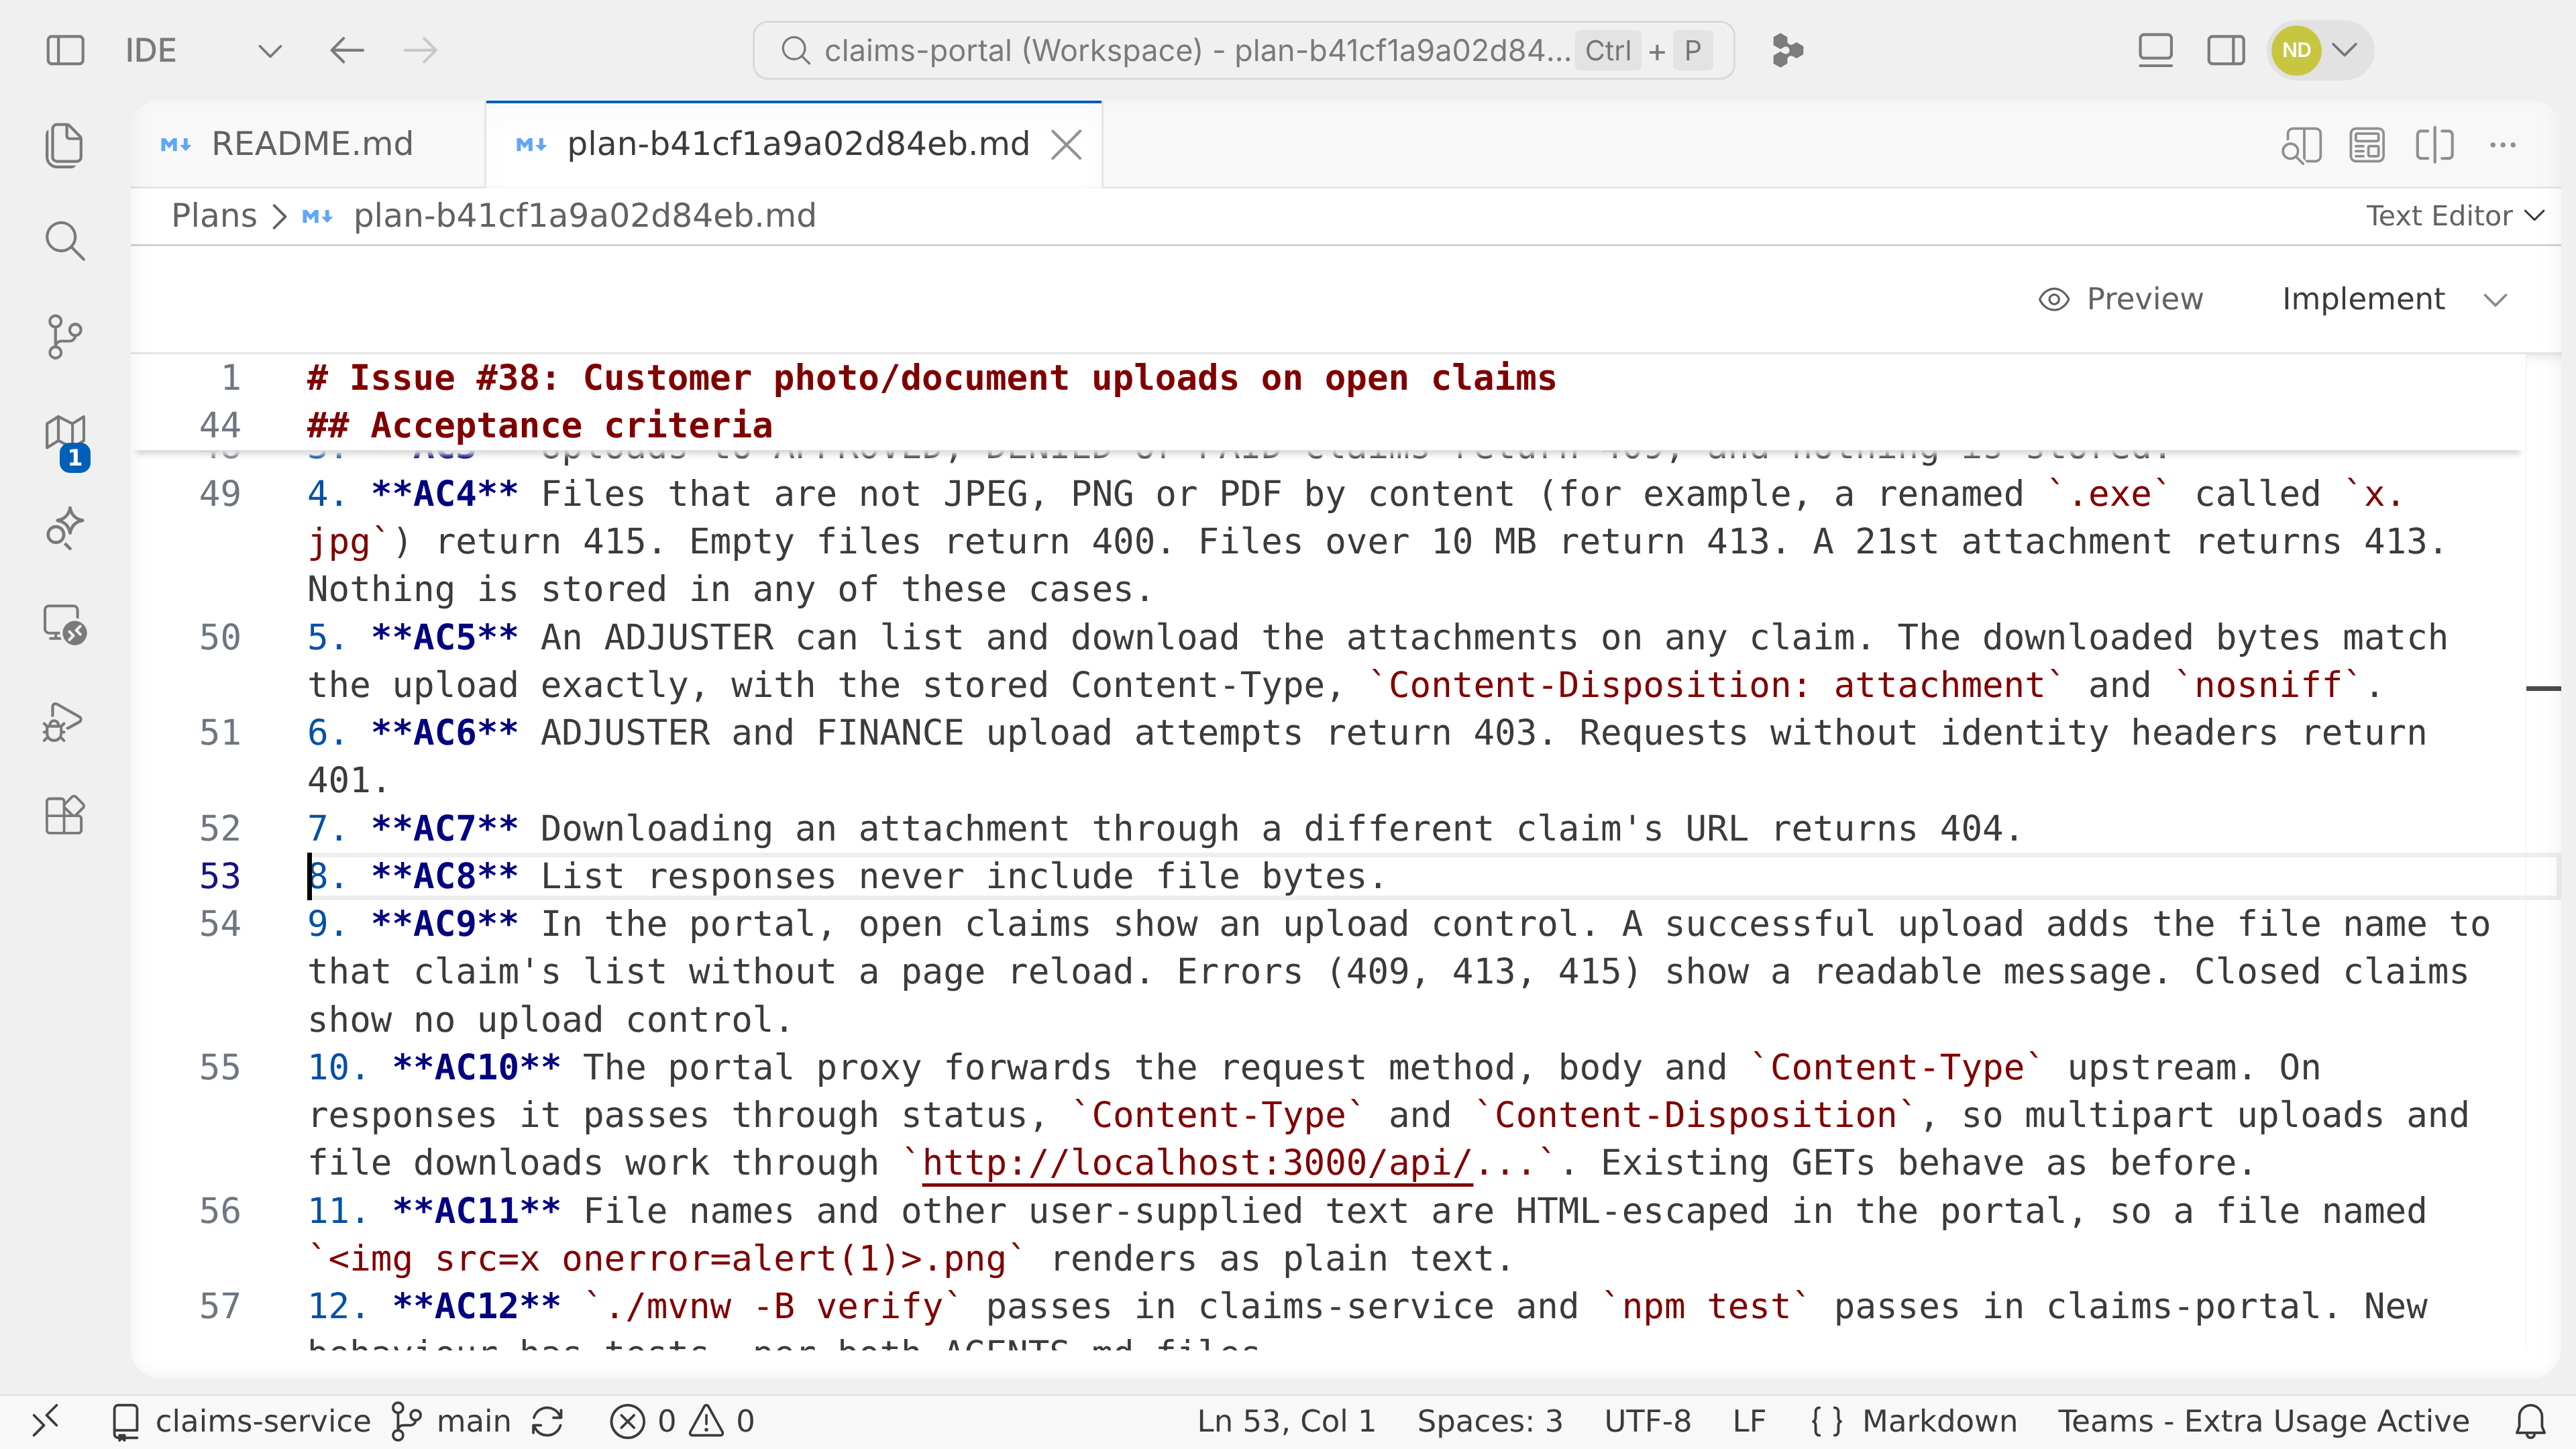 IDE
claims-portal (Workspace) - plan-b41cf1a9a02d84... Ctrl + P
ND
README.md
plan-b41cf1a9a02d84eb.md
Plans > plan-b41cf1a9a02d84eb.md
Text Editor
Preview
Implement
1 # Issue #38: Customer photo/document uploads on open claims
44 ## Acceptance criteria
49 4. **AC4** Files that are not JPEG, PNG or PDF by content (for example, a renamed `.exe` called `x.
jpg`) return 415. Empty files return 400. Files over 10 MB return 413. A 21st attachment returns 413.
Nothing is stored in any of these cases.
50 5. **AC5** An ADJUSTER can list and download the attachments on any claim. The downloaded bytes match
the upload exactly, with the stored Content-Type, `Content-Disposition: attachment` and `nosniff`.
51 6. **AC6** ADJUSTER and FINANCE upload attempts return 403. Requests without identity headers return
401.
52 7. **AC7** Downloading an attachment through a different claim's URL returns 404.
53 8. **AC8** List responses never include file bytes.
54 9. **AC9** In the portal, open claims show an upload control. A successful upload adds the file name to
that claim's list without a page reload. Errors (409, 413, 415) show a readable message. Closed claims
show no upload control.
55 10. **AC10** The portal proxy forwards the request method, body and `Content-Type` upstream. On
responses it passes through status, `Content-Type` and `Content-Disposition`, so multipart uploads and
file downloads work through `http://localhost:3000/api/...`. Existing GETs behave as before.
56 11. **AC11** File names and other user-supplied text are HTML-escaped in the portal, so a file named
`<img src=x onerror=alert(1)>.png` renders as plain text.
57 12. **AC12** `./mvnw -B verify` passes in claims-service and `npm test` passes in claims-portal. New
1
claims-service main 0 0
Ln 53, Col 1 Spaces: 3 UTF-8 LF { } Markdown Teams - Extra Usage Active